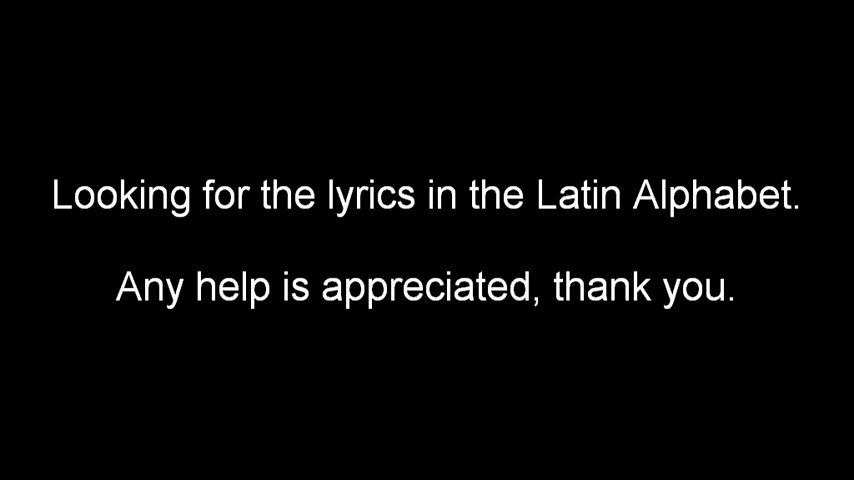 Looking for the lyrics in the Latin Alphabet.
Any help is appreciated, thank you.